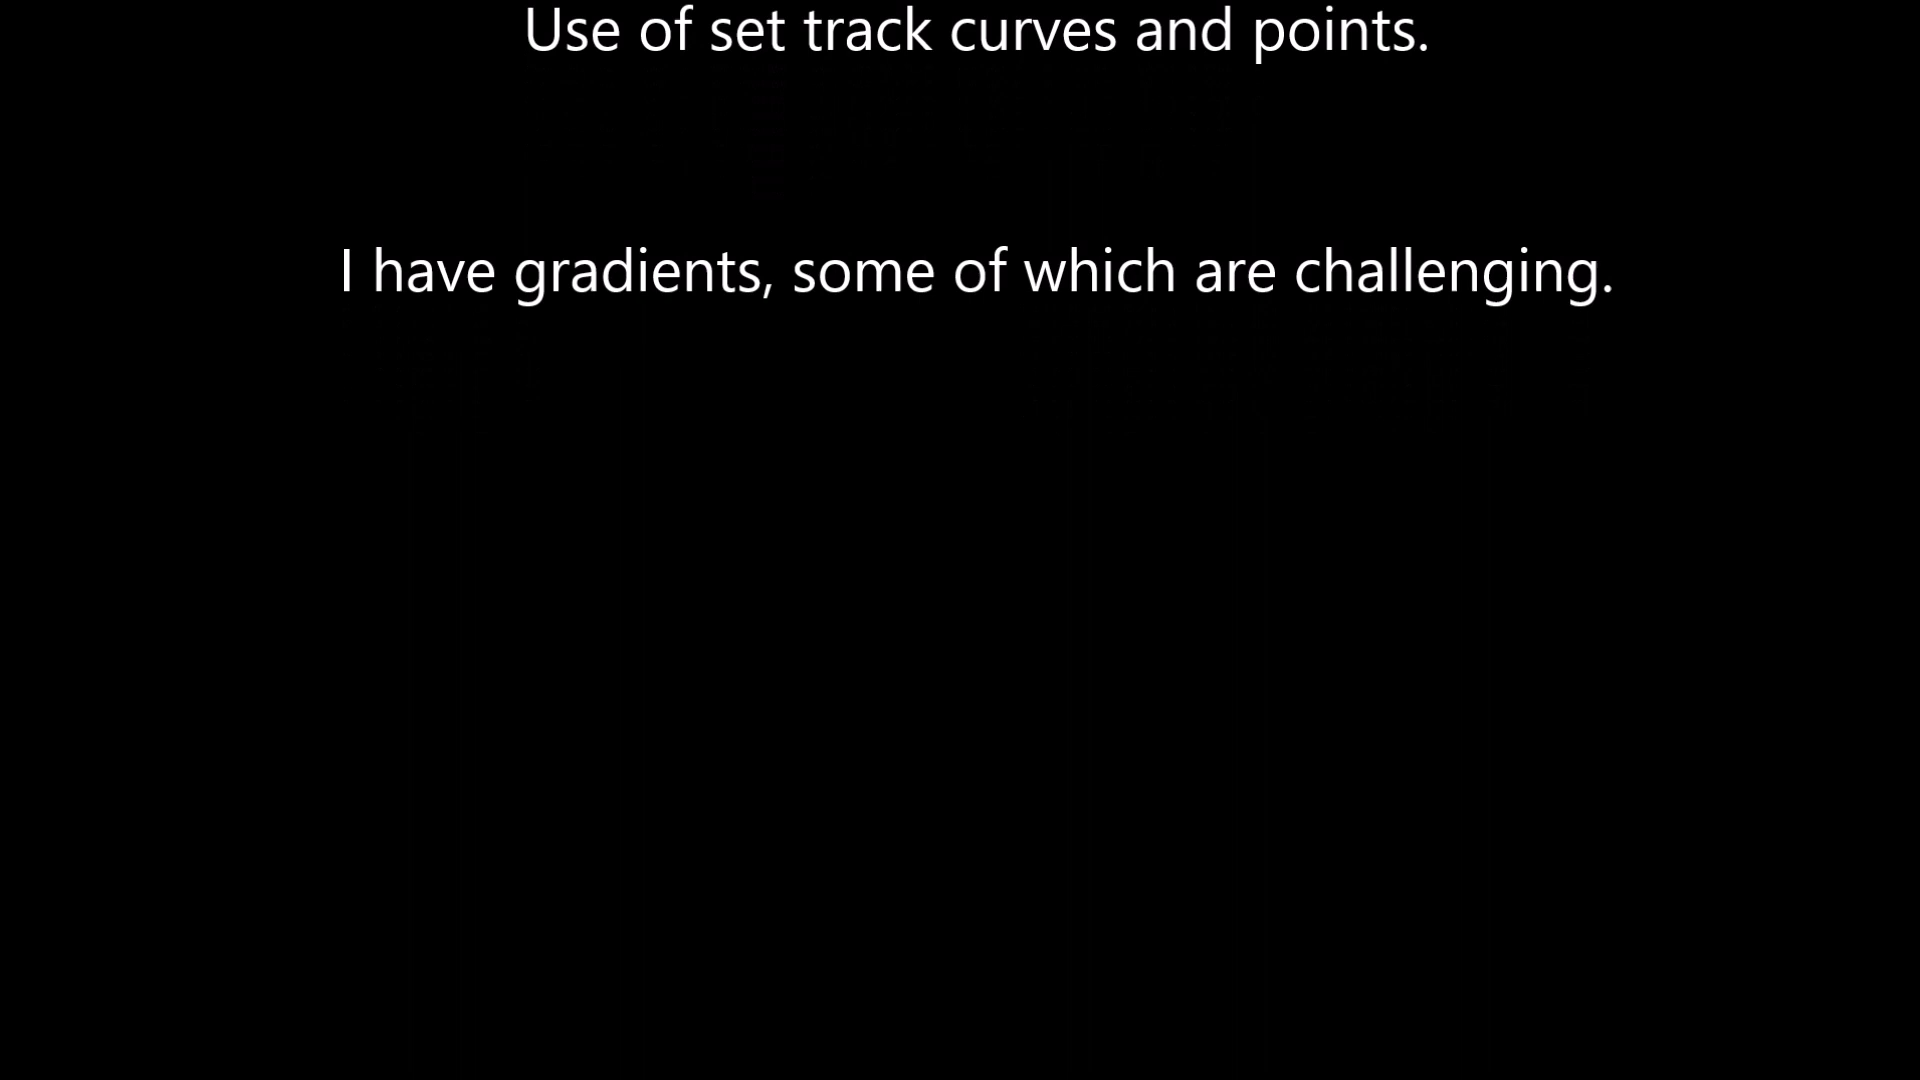 Use of set track curves and points.
I have gradients, some of which are challenging.